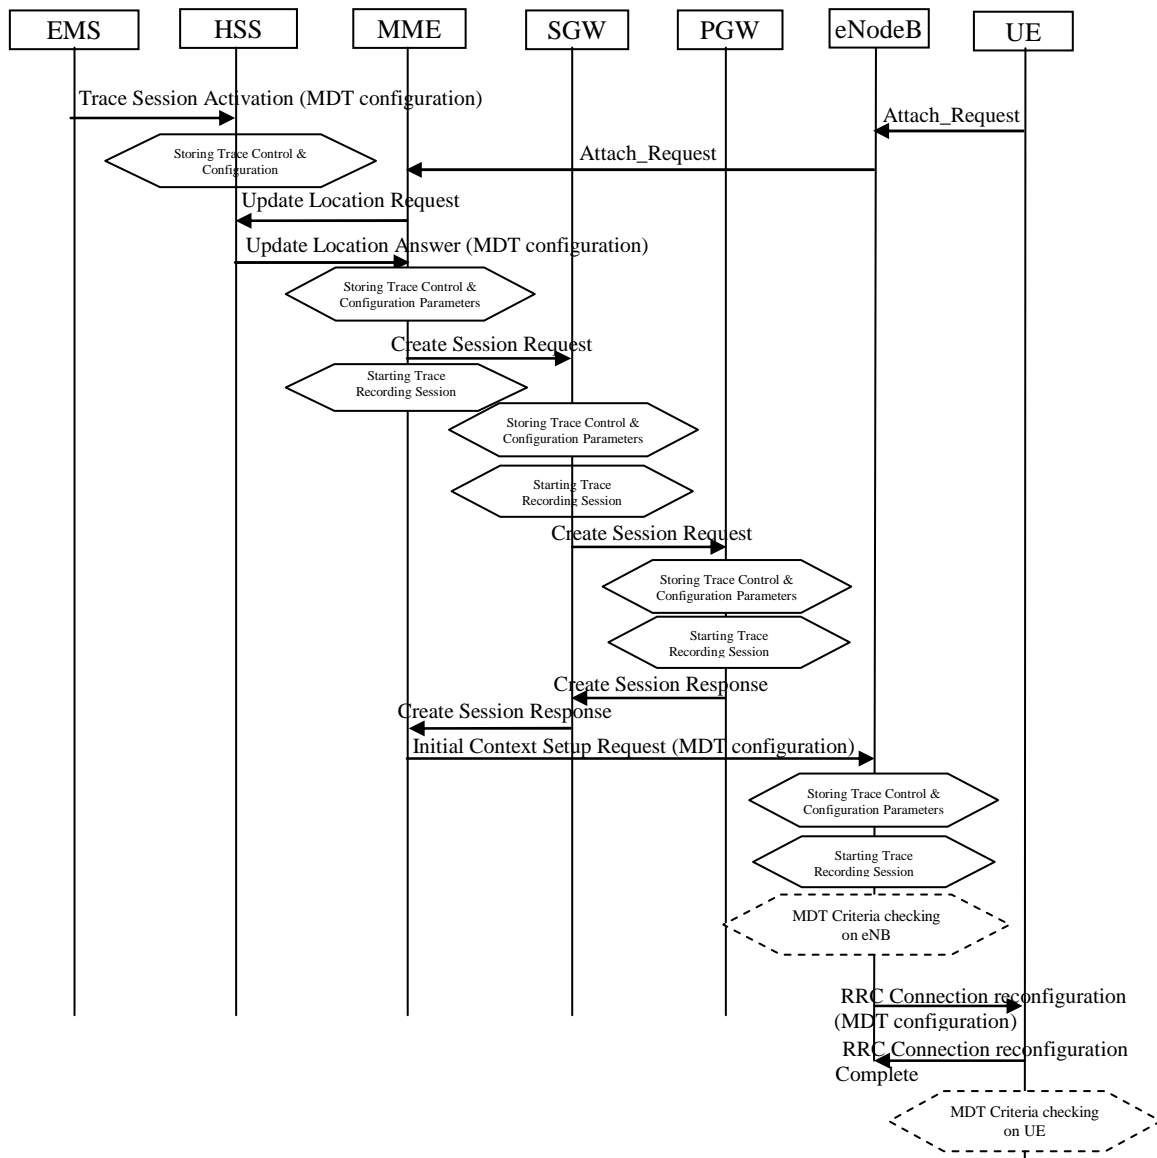 EMS
HSS
MME
SGW
PGW
eNodeB
UE
Trace Session Activation (MDT configuration)
Attach_Request
Storing Trace Control &
Configuration
Attach_Request
Update Location Request
Update Location Answer (MDT configuration)
Storing Trace Control &
Configuration Parameters
Create Session Request
Starting Trace
Recording Session
Storing Trace Control &
Configuration Parameters
Starting Trace
Recording Session
Create Session Request
Storing Trace Control &
Configuration Parameters
Starting Trace
Recording Session
Create Session Response
Create Session Response
Initial Context Setup Request (MDT configuration)
Storing Trace Control &
Configuration Parameters
Starting Trace
Recording Session
MDT Criteria checking
on eNB
RRC Connection reconfiguration
(MDT configuration)
RRC Connection reconfiguration
Complete
MDT Criteria checking
on UE